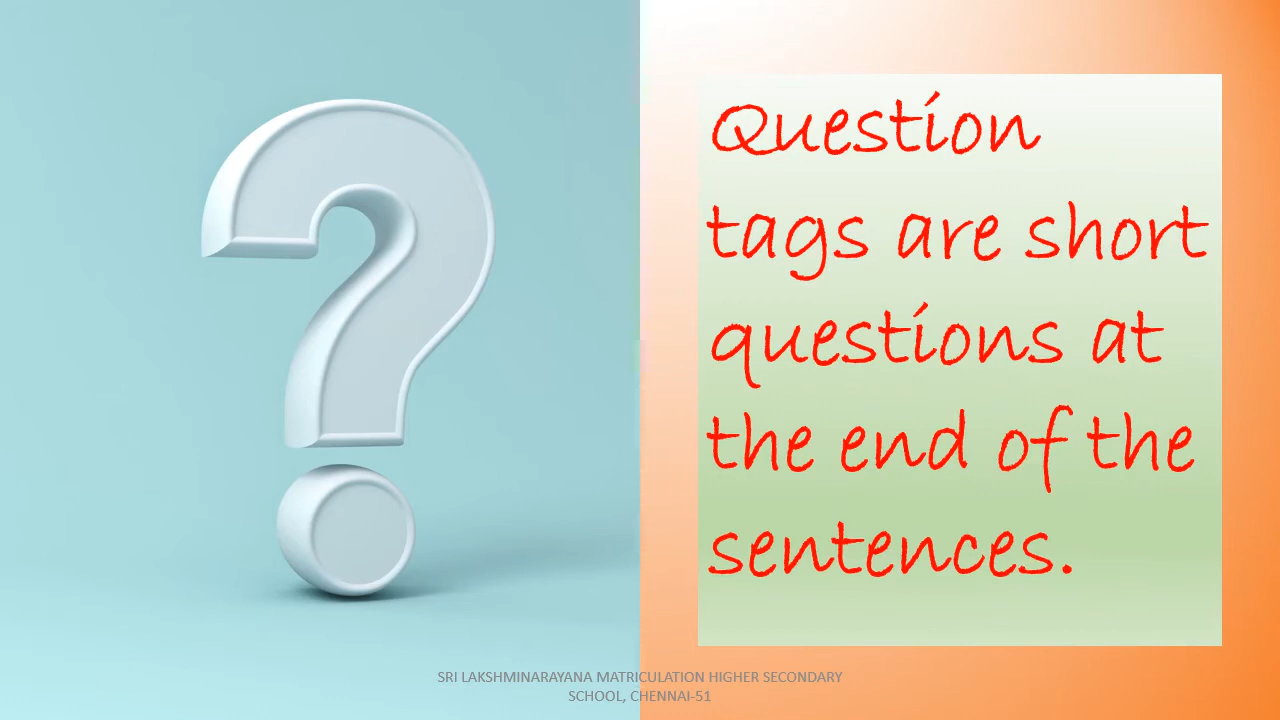 Question
tags are short
questions at
the end of the
sentences.
SRI LAKSHMINARAYANA MATRICULATION HIGHER SECONDARY
SCHOOL, CHENNAI-51